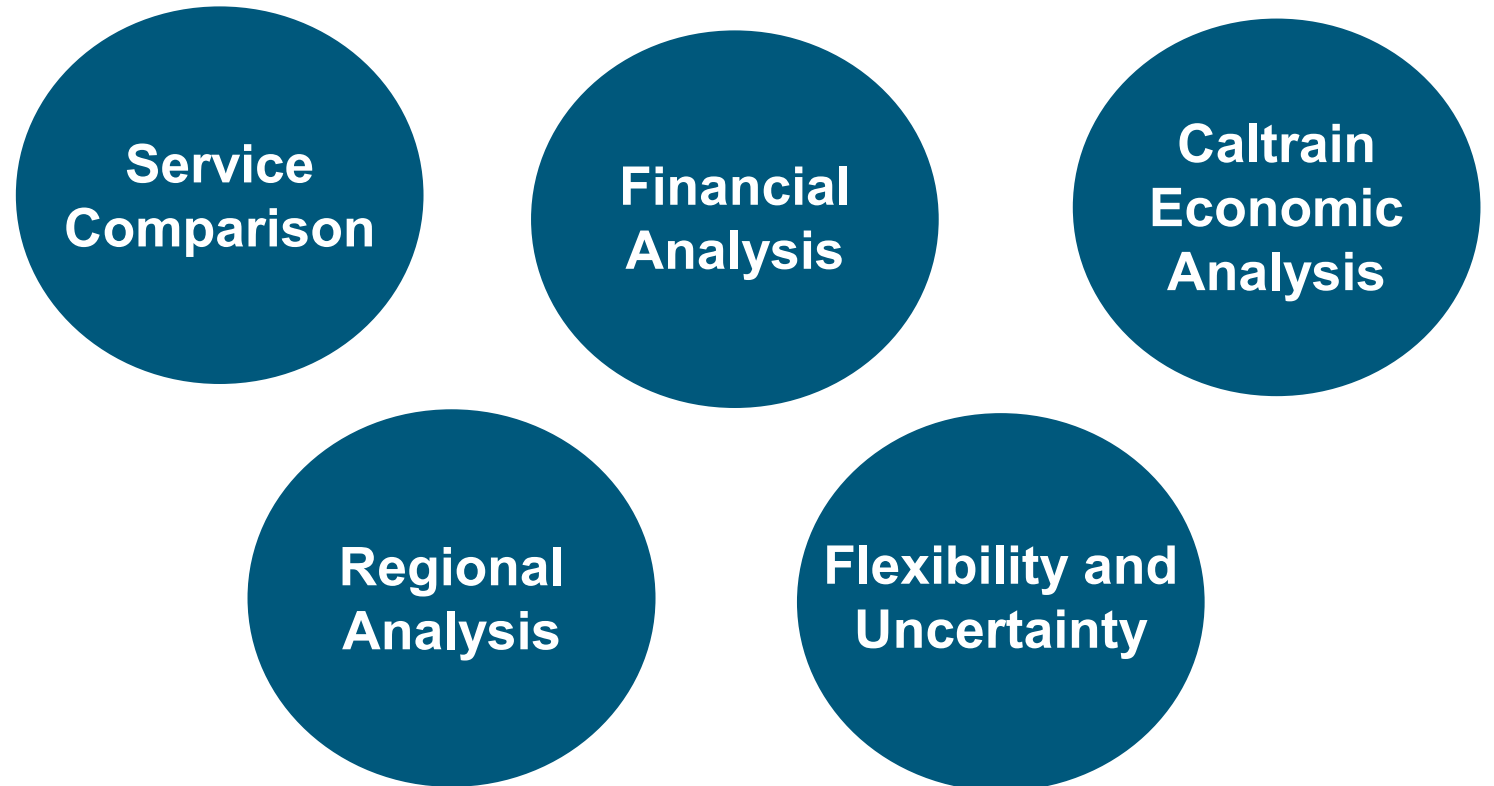 Service
Comparison
Financial
Analysis
Caltrain
Economic
Analysis
Regional
Analysis
Flexibility and
Uncertainty